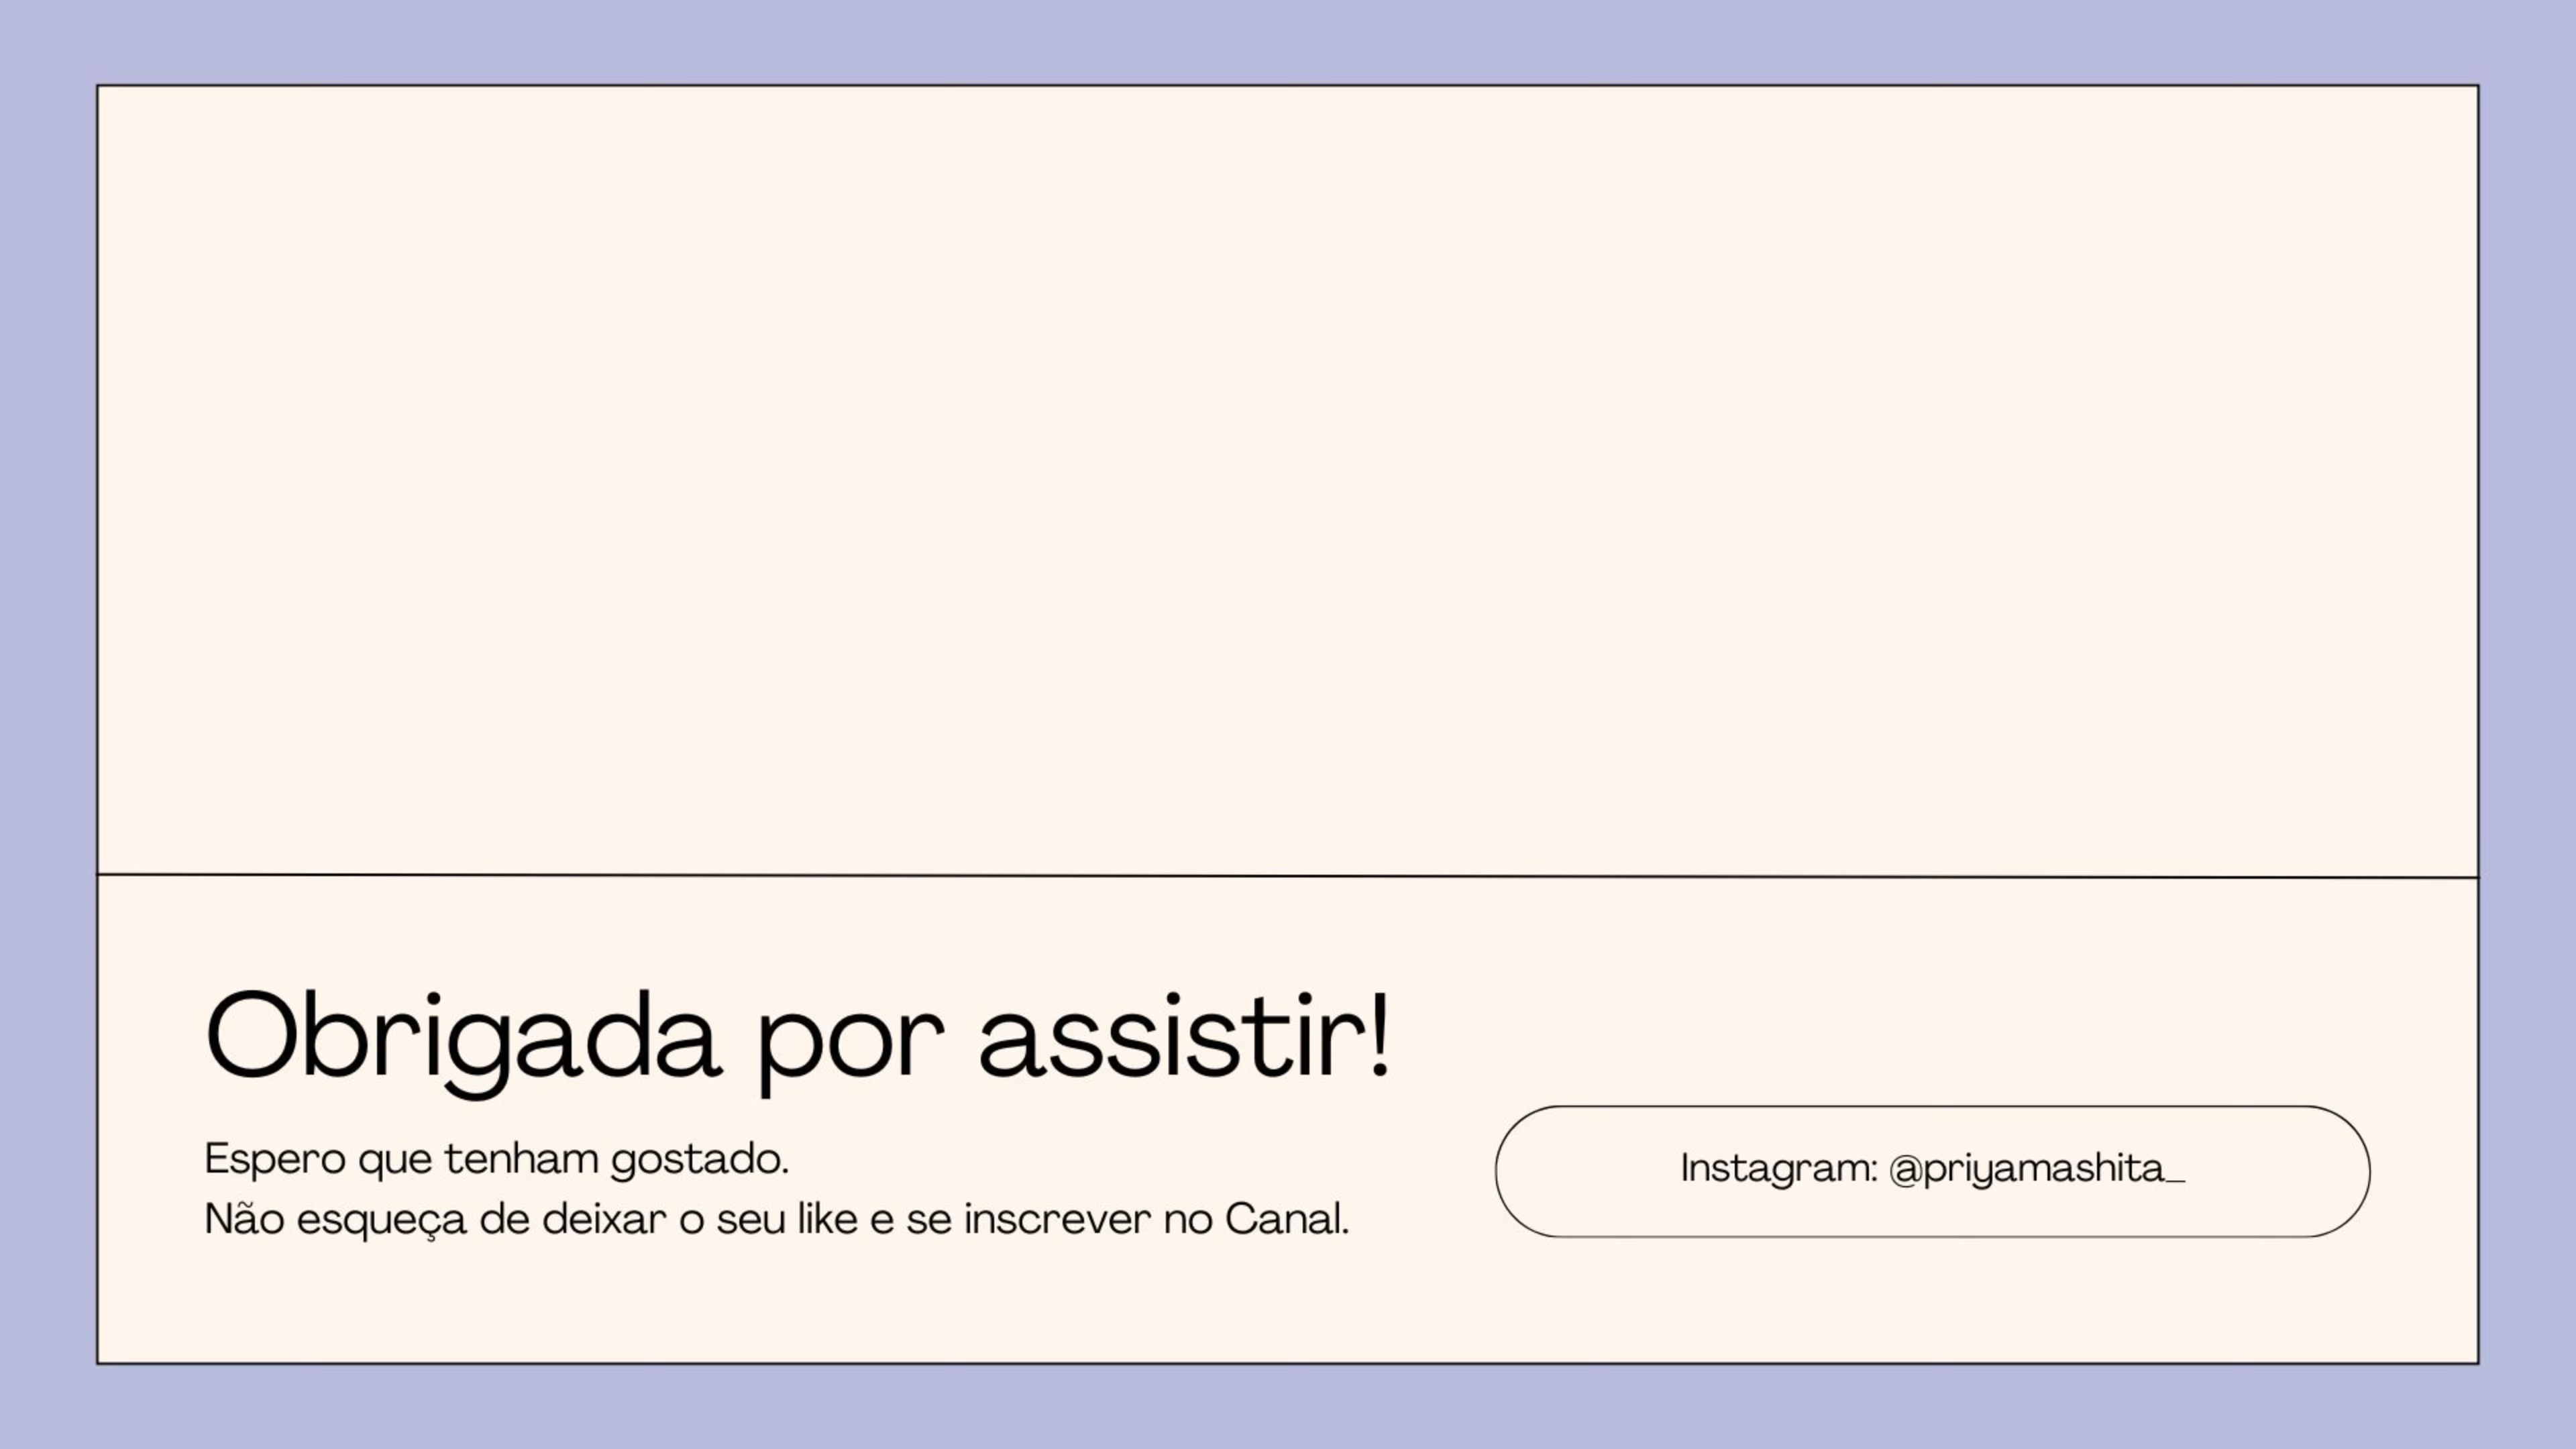 Obrigada por assistir!
Espero que tenham gostado.
Não esqueça de deixar o seu like e se inscrever no Canal.
Instagram: @priyamashita_